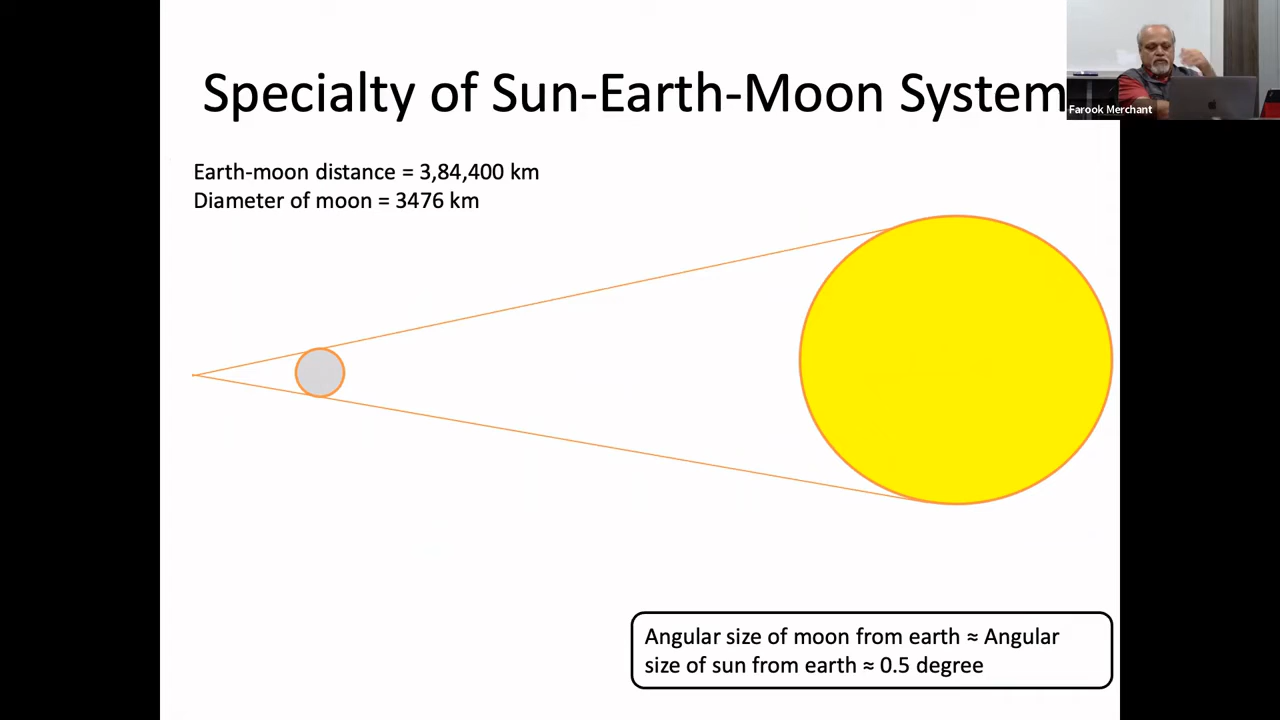 Specialty of Sun-Earth-Moon System
Farook Merchant
Earth-moon distance = 3,84,400 km
Diameter of moon = 3476 km
Angular size of moon from earth ≈ Angular
size of sun from earth ≈ 0.5 degree